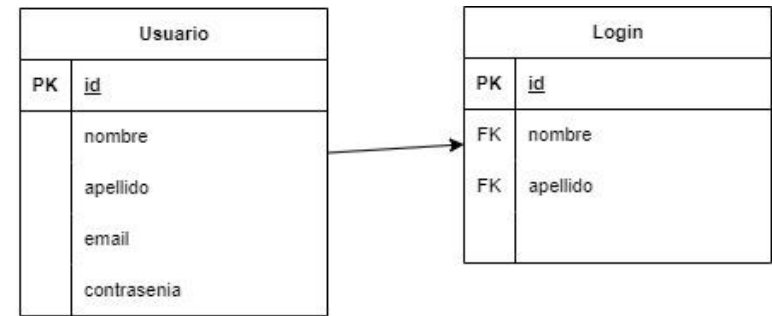 Usuario
PK id
nombre
apellido
email
contrasenia
Login
PK id
FK nombre
FK apellido